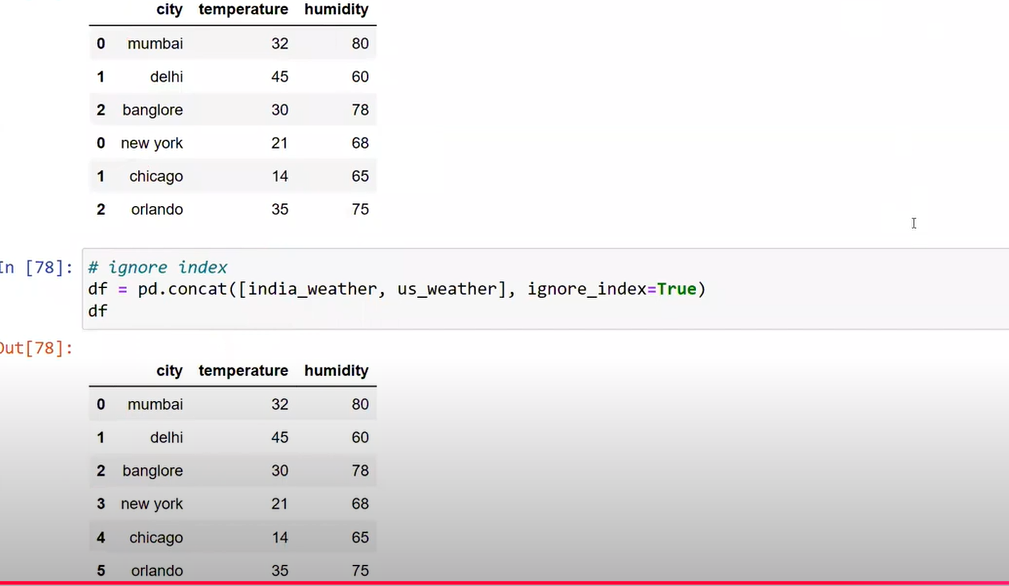 city temperature humidity
0 mumbai 32 80
1 delhi 45 60
2 banglore 30 78
0 new york 21 68
1 chicago 14 65
2 orlando 35 75
In [78]: # ignore index
df = pd.concat([india_weather, us_weather], ignore_index=True)
df
Out[78]:
city temperature humidity
0 mumbai 32 80
1 delhi 45 60
2 banglore 30 78
3 new york 21 68
4 chicago 14 65
5 orlando 35 75